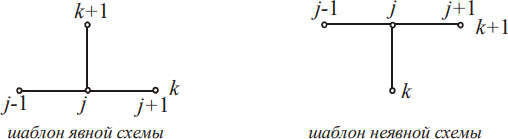 k+1
j-1 j j+1 k
шаблон явной схемы
j-1 j j+1 k+1
k
шаблон неявной схемы